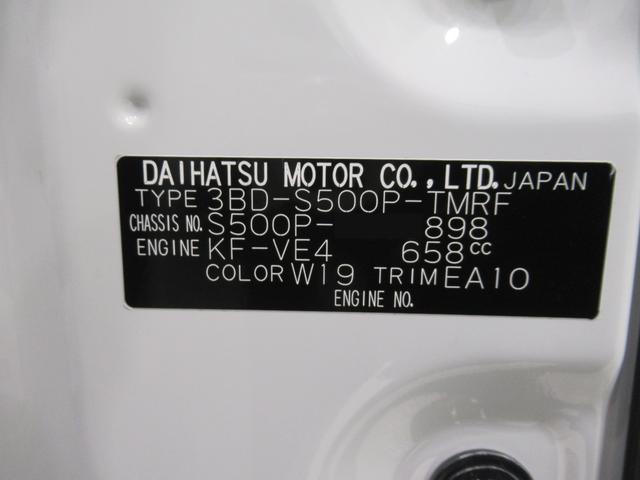 DAIHATSU MOTOR CO.,LTD. JAPAN
TYPE 3BD-S500P-TMRF
CHASSIS NO. S500P- 898
ENGINE KF-VE4 658cc
COLOR W19 TRIM EA10
ENGINE NO.